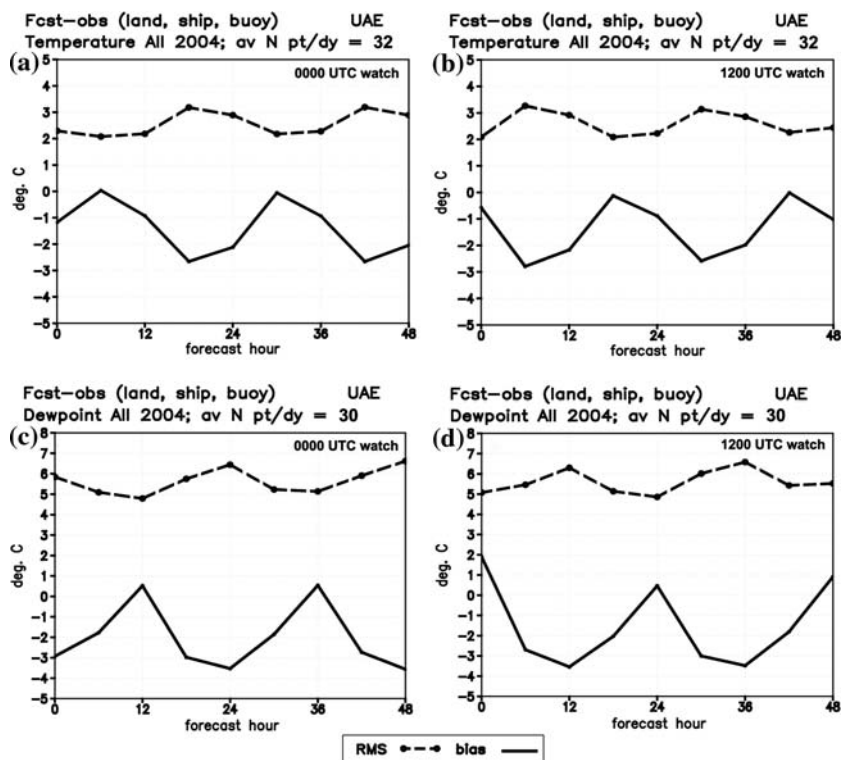 Fcst-obs (land, ship, buoy) UAE
Temperature All 2004; av N pt/dy = 32
(a)
0000 UTC watch
5
4
3
2
1
0
-1
-2
-3
-4
-5
deg. C
0 12 24 36 48
forecast hour
Fcst-obs (land, ship, buoy) UAE
Temperature All 2004; av N pt/dy = 32
(b)
1200 UTC watch
5
4
3
2
1
0
-1
-2
-3
-4
-5
deg. C
0 12 24 36 48
forecast hour
Fcst-obs (land, ship, buoy) UAE
Dewpoint All 2004; av N pt/dy = 30
(c)
0000 UTC watch
8
7
6
5
4
3
2
1
0
-1
-2
-3
-4
-5
deg. C
0 12 24 36 48
forecast hour
Fcst-obs (land, ship, buoy) UAE
Dewpoint All 2004; av N pt/dy = 30
(d)
1200 UTC watch
8
7
6
5
4
3
2
1
0
-1
-2
-3
-4
-5
deg. C
0 12 24 36 48
forecast hour
RMS bias